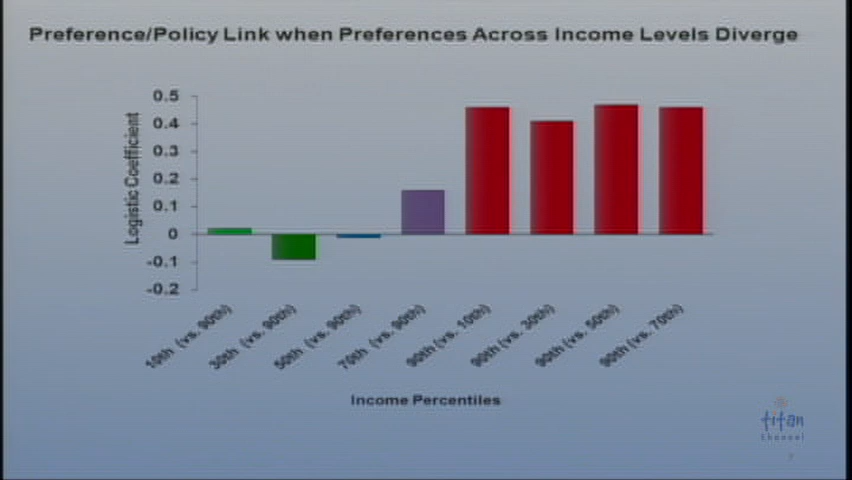 Preference/Policy Link when Preferences Across Income Levels Diverge
Logistic Coefficient
0.5
0.4
0.3
0.2
0.1
0
-0.1
-0.2
10th (vs. 90th)
30th (vs. 90th)
50th (vs. 90th)
70th (vs. 90th)
90th (vs. 10th)
90th (vs. 30th)
90th (vs. 50th)
90th (vs. 70th)
Income Percentiles
titan
Channel